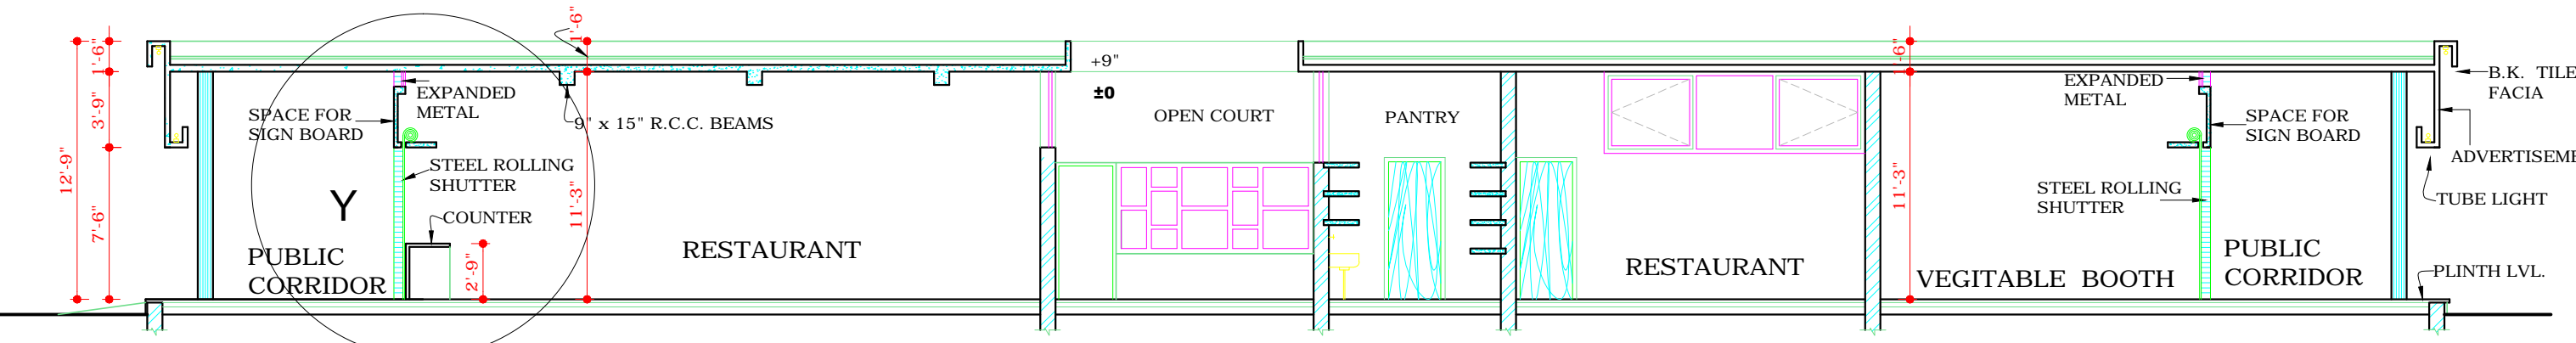 12'-9"
1'-6"
3'-9"
7'-6"
SPACE FOR
SIGN BOARD
EXPANDED
METAL
1'-6"
9" x 15" R.C.C. BEAMS
STEEL ROLLING
SHUTTER
COUNTER
Y
PUBLIC
CORRIDOR
2'-9"
11'-3"
RESTAURANT
+9"
±0
OPEN COURT
PANTRY
RESTAURANT
1'-6"
11'-3"
VEGITABLE BOOTH
EXPANDED
METAL
SPACE FOR
SIGN BOARD
STEEL ROLLING
SHUTTER
PUBLIC
CORRIDOR
B.K. TILE
FACIA
ADVERTISEME
TUBE LIGHT
PLINTH LVL.